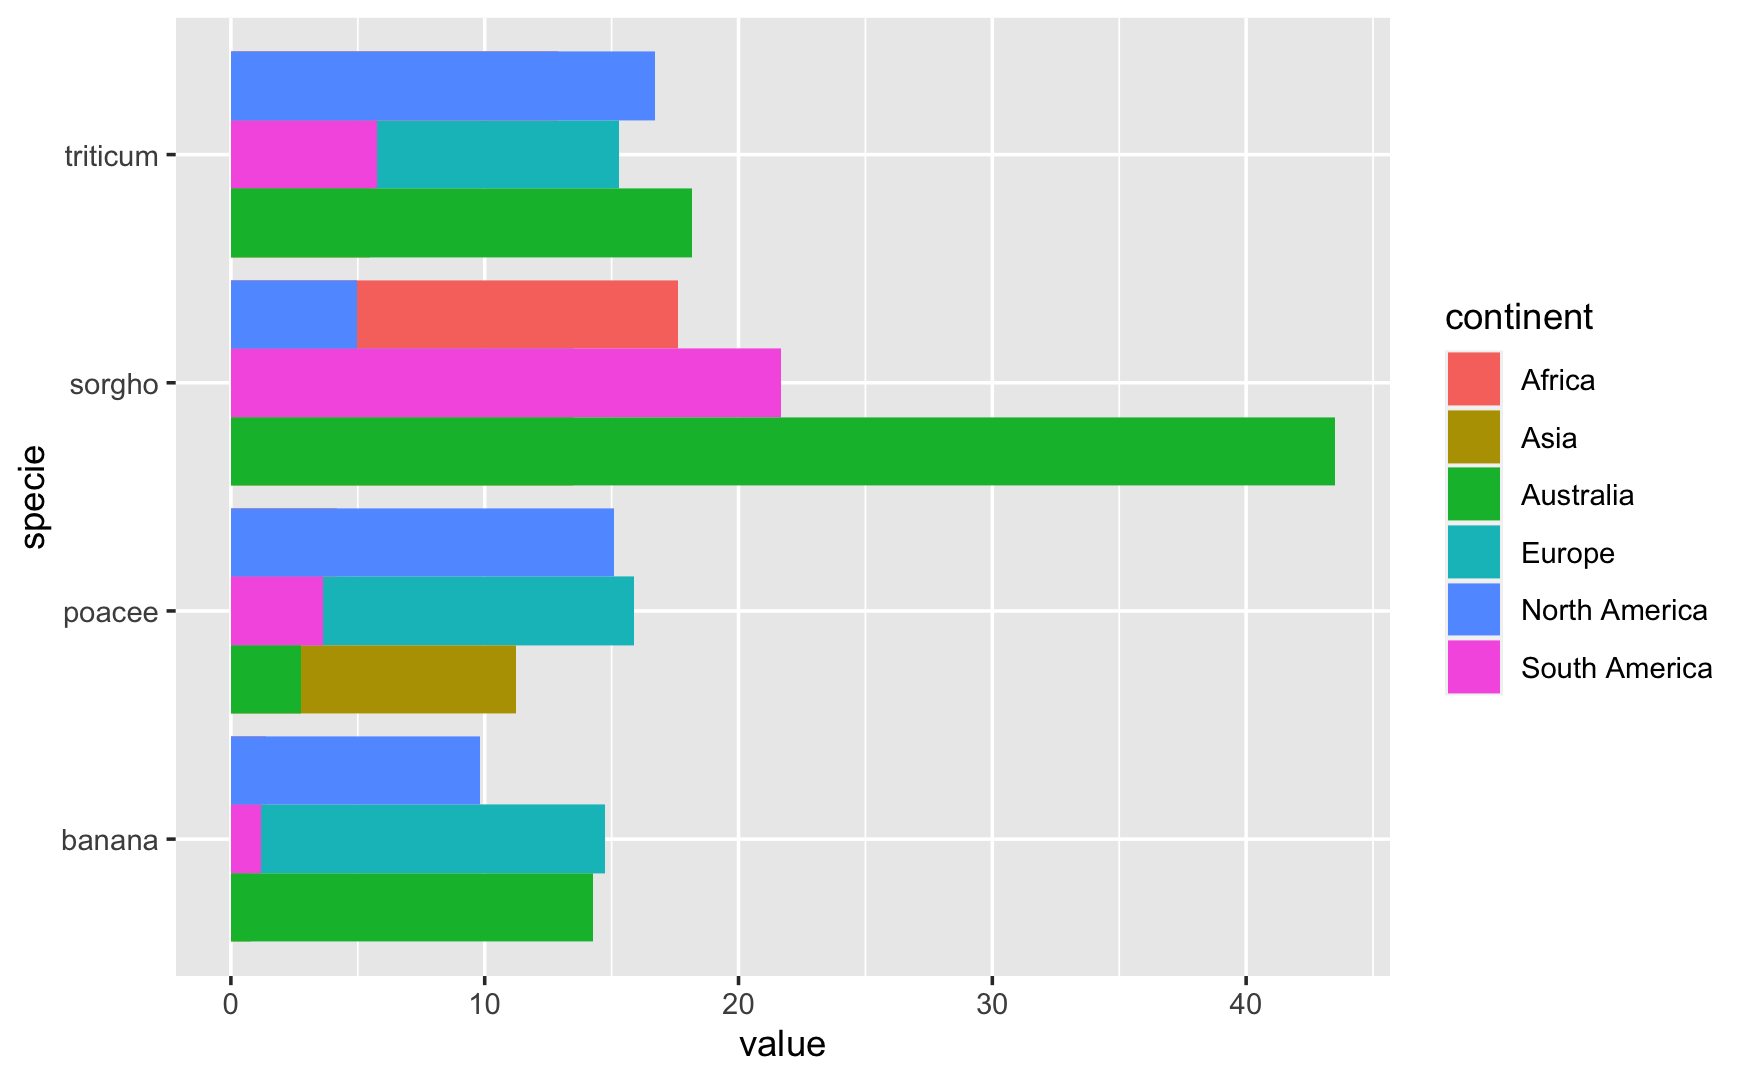 triticum
sorgho
poacee
banana
specie
0 10 20 30 40
value
continent
Africa
Asia
Australia
Europe
North America
South America